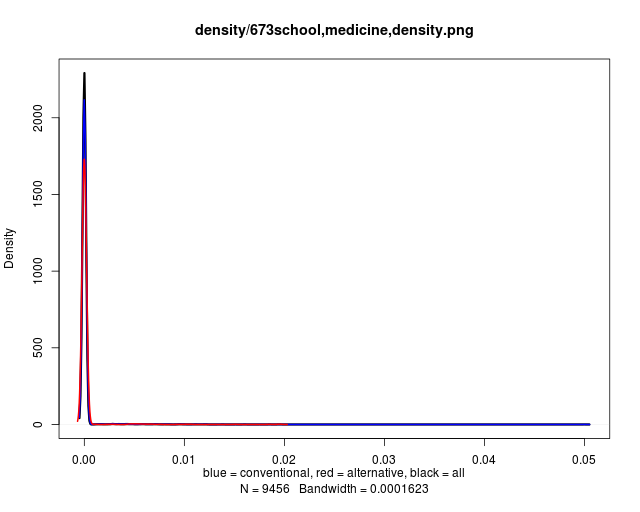 density/673school,medicine,density.png
Density
2000
1500
1000
500
0
0.00 0.01 0.02 0.03 0.04 0.05
blue = conventional, red = alternative, black = all
N = 9456 Bandwidth = 0.0001623